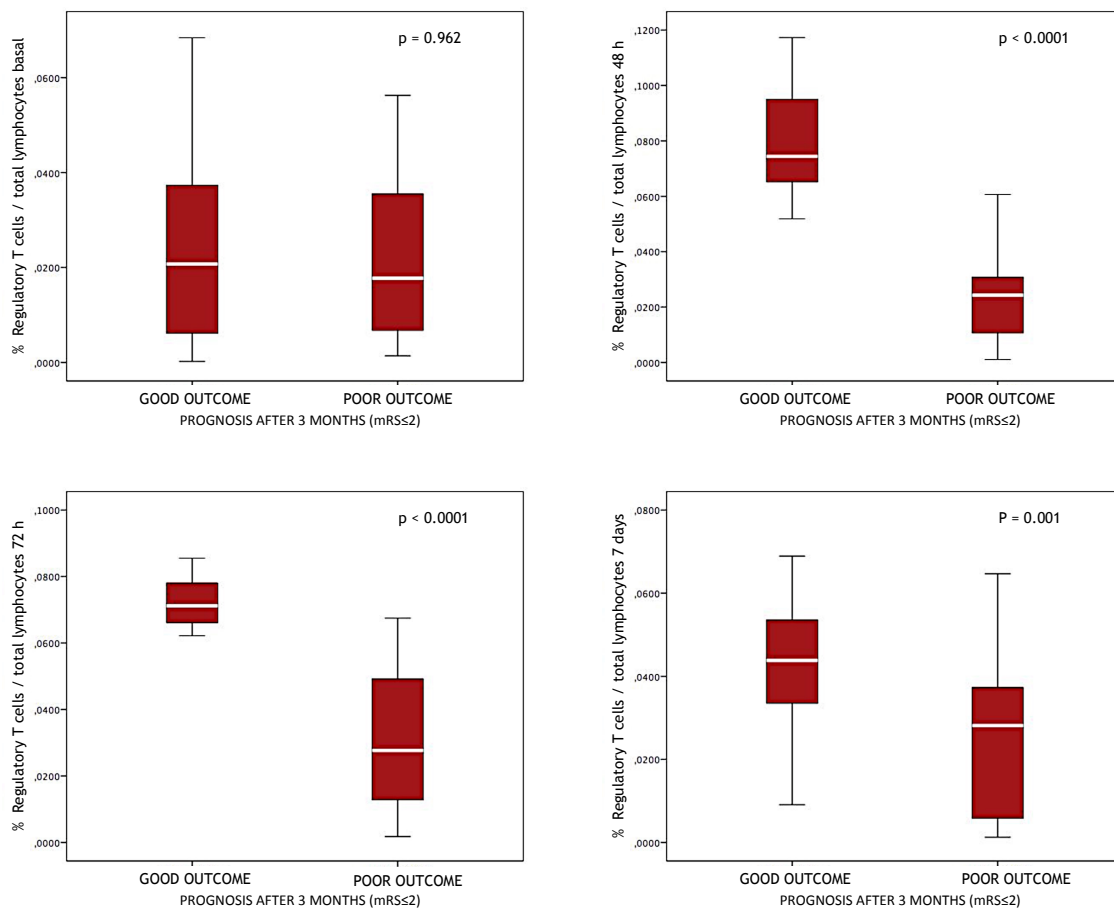 % Regulatory T cells / total lymphocytes basal
p = 0.962
,0600
,0400
,0200
,0000
GOOD OUTCOME POOR OUTCOME
PROGNOSIS AFTER 3 MONTHS (mRS≤2)
% Regulatory T cells / total lymphocytes 48 h
p < 0.0001
,1200
,1000
,0800
,0600
,0400
,0200
,0000
GOOD OUTCOME POOR OUTCOME
PROGNOSIS AFTER 3 MONTHS (mRS≤2)
% Regulatory T cells / total lymphocytes 72 h
p < 0.0001
,1000
,0800
,0600
,0400
,0200
,0000
GOOD OUTCOME POOR OUTCOME
PROGNOSIS AFTER 3 MONTHS (mRS≤2)
% Regulatory T cells / total lymphocytes 7 days
P = 0.001
,0800
,0600
,0400
,0200
,0000
GOOD OUTCOME POOR OUTCOME
PROGNOSIS AFTER 3 MONTHS (mRS≤2)